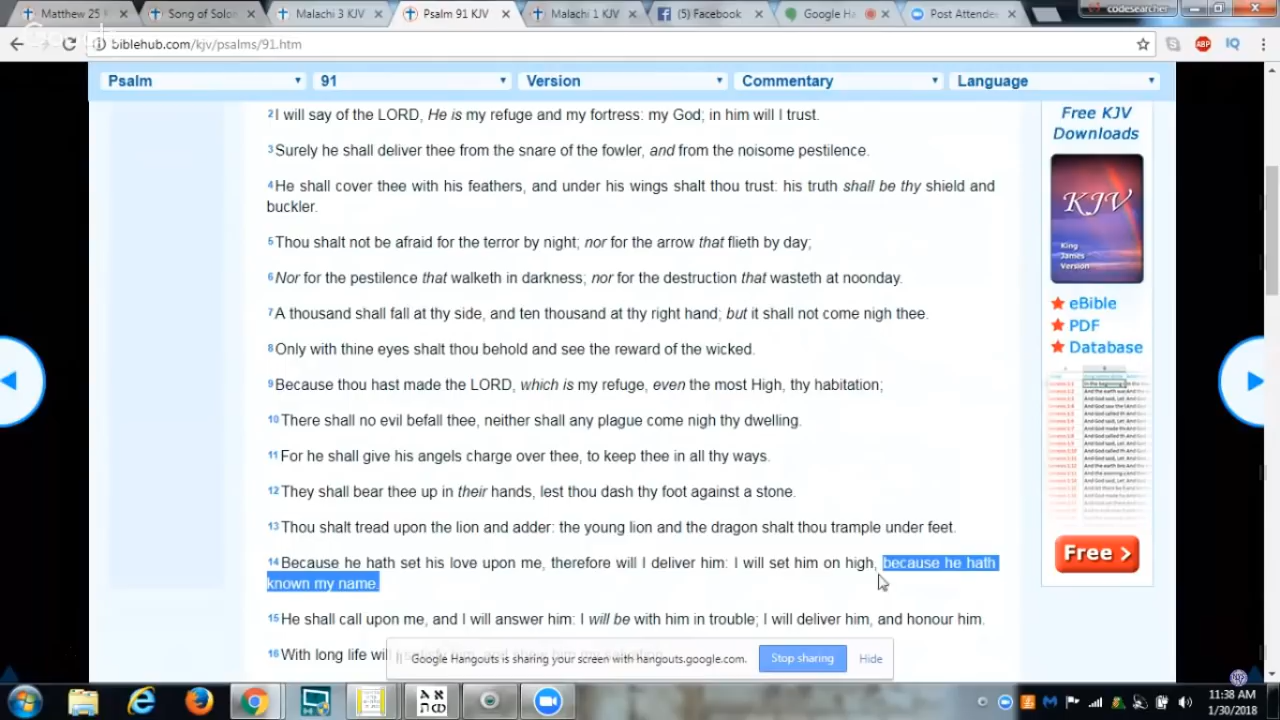 Matthew 25
Song of Solo
Malachi 3 KJV
Psalm 91 KJV
Malachi 1 KJV
(5) Facebook
Google Ha
Post Attende
codesearcher
biblehub.com/kjv/psalms/91.htm
ABP
IQ
Psalm
91
Version
Commentary
Language
2 I will say of the LORD, He is my refuge and my fortress: my God; in him will I trust.
3 Surely he shall deliver thee from the snare of the fowler, and from the noisome pestilence.
4 He shall cover thee with his feathers, and under his wings shalt thou trust: his truth shall be thy shield and
buckler.
5 Thou shalt not be afraid for the terror by night; nor for the arrow that flieth by day;
6 Nor for the pestilence that walketh in darkness; nor for the destruction that wasteth at noonday.
7 A thousand shall fall at thy side, and ten thousand at thy right hand; but it shall not come nigh thee.
8 Only with thine eyes shalt thou behold and see the reward of the wicked.
9 Because thou hast made the LORD, which is my refuge, even the most High, thy habitation;
10 There shall no evil befall thee, neither shall any plague come nigh thy dwelling.
11 For he shall give his angels charge over thee, to keep thee in all thy ways.
12 They shall bear thee up in their hands, lest thou dash thy foot against a stone.
13 Thou shalt tread upon the lion and adder: the young lion and the dragon shalt thou trample under feet.
14 Because he hath set his love upon me, therefore will I deliver him: I will set him on high, because he hath
known my name.
15 He shall call upon me, and I will answer him: I will be with him in trouble; I will deliver him, and honour him.
16 With long life wil
Free KJV
Downloads
KJV
King
James
Version
eBible
PDF
Database
Free >
Google Hangouts is sharing your screen with hangouts.google.com.
Stop sharing
Hide
א A
ת ה
11:38 AM
1/30/2018